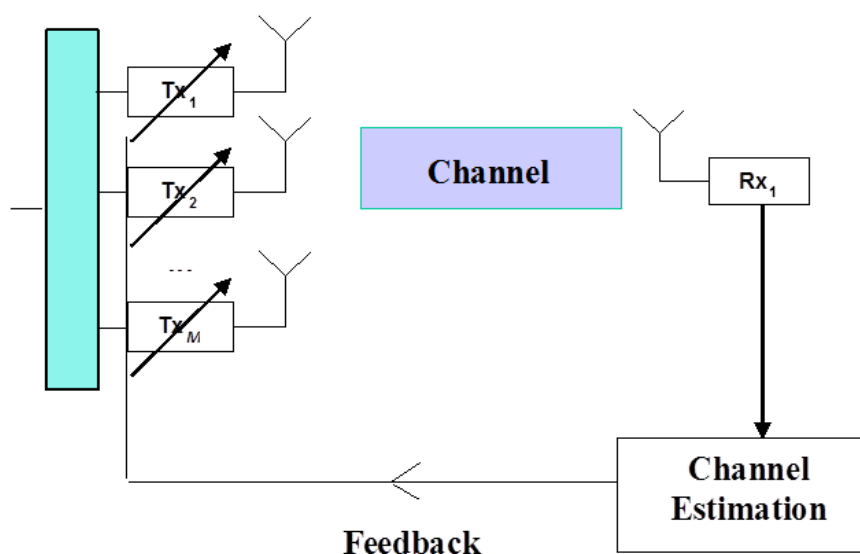 Tx1
Tx2
---
TxM
Channel
Rx1
Channel
Estimation
Feedback